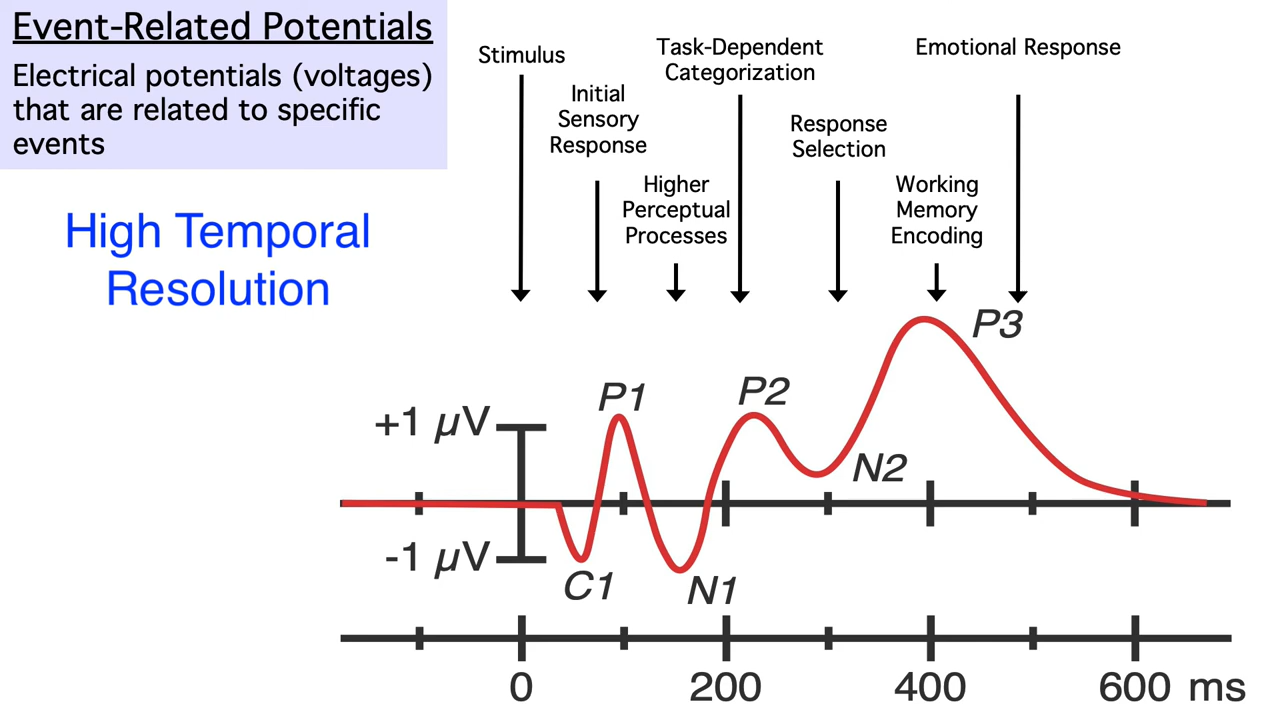 Event-Related Potentials
Electrical potentials (voltages)
that are related to specific
events
High Temporal
Resolution
Stimulus
Initial
Sensory
Response
Higher
Perceptual
Processes
Task-Dependent
Categorization
Response
Selection
Working
Memory
Encoding
Emotional Response
+1 µV
-1 µV
C1
P1
N1
P2
N2
P3
0
200
400
600 ms